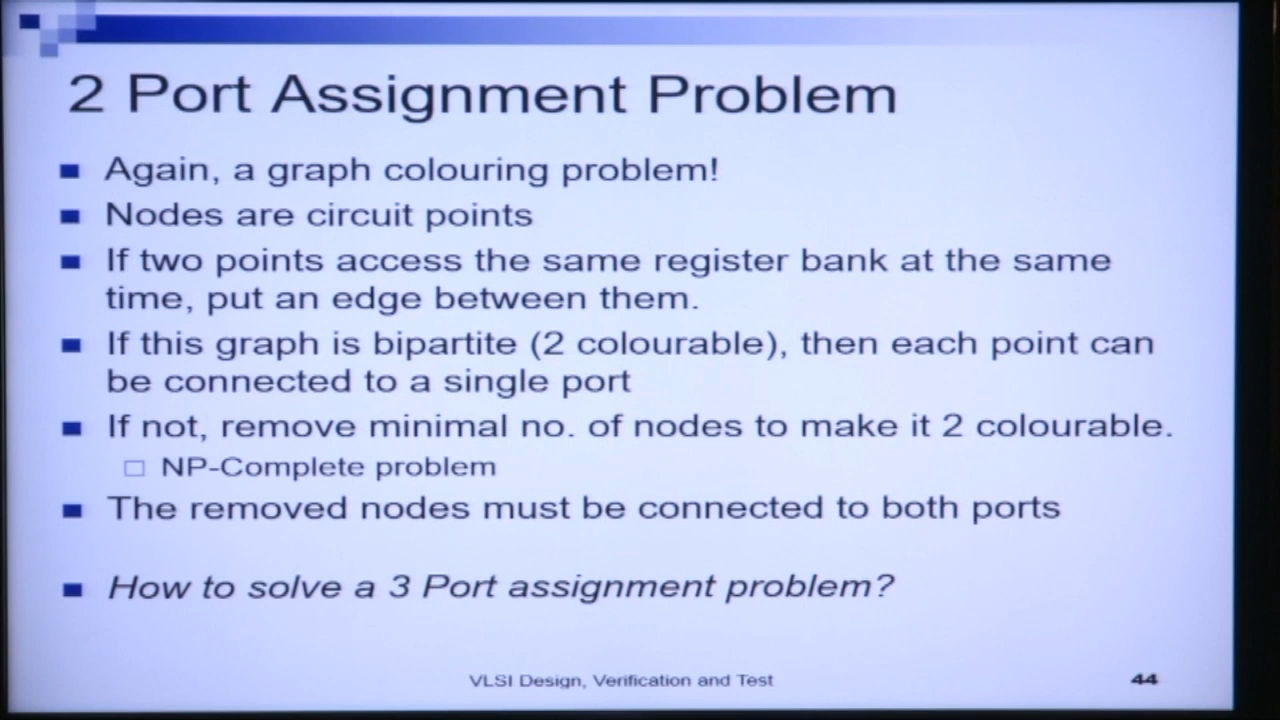 2 Port Assignment Problem
Again, a graph colouring problem!
Nodes are circuit points
If two points access the same register bank at the same
time, put an edge between them.
If this graph is bipartite (2 colourable), then each point can
be connected to a single port
If not, remove minimal no. of nodes to make it 2 colourable.
NP-Complete problem
The removed nodes must be connected to both ports
How to solve a 3 Port assignment problem?
VLSI Design, Verification and Test
44